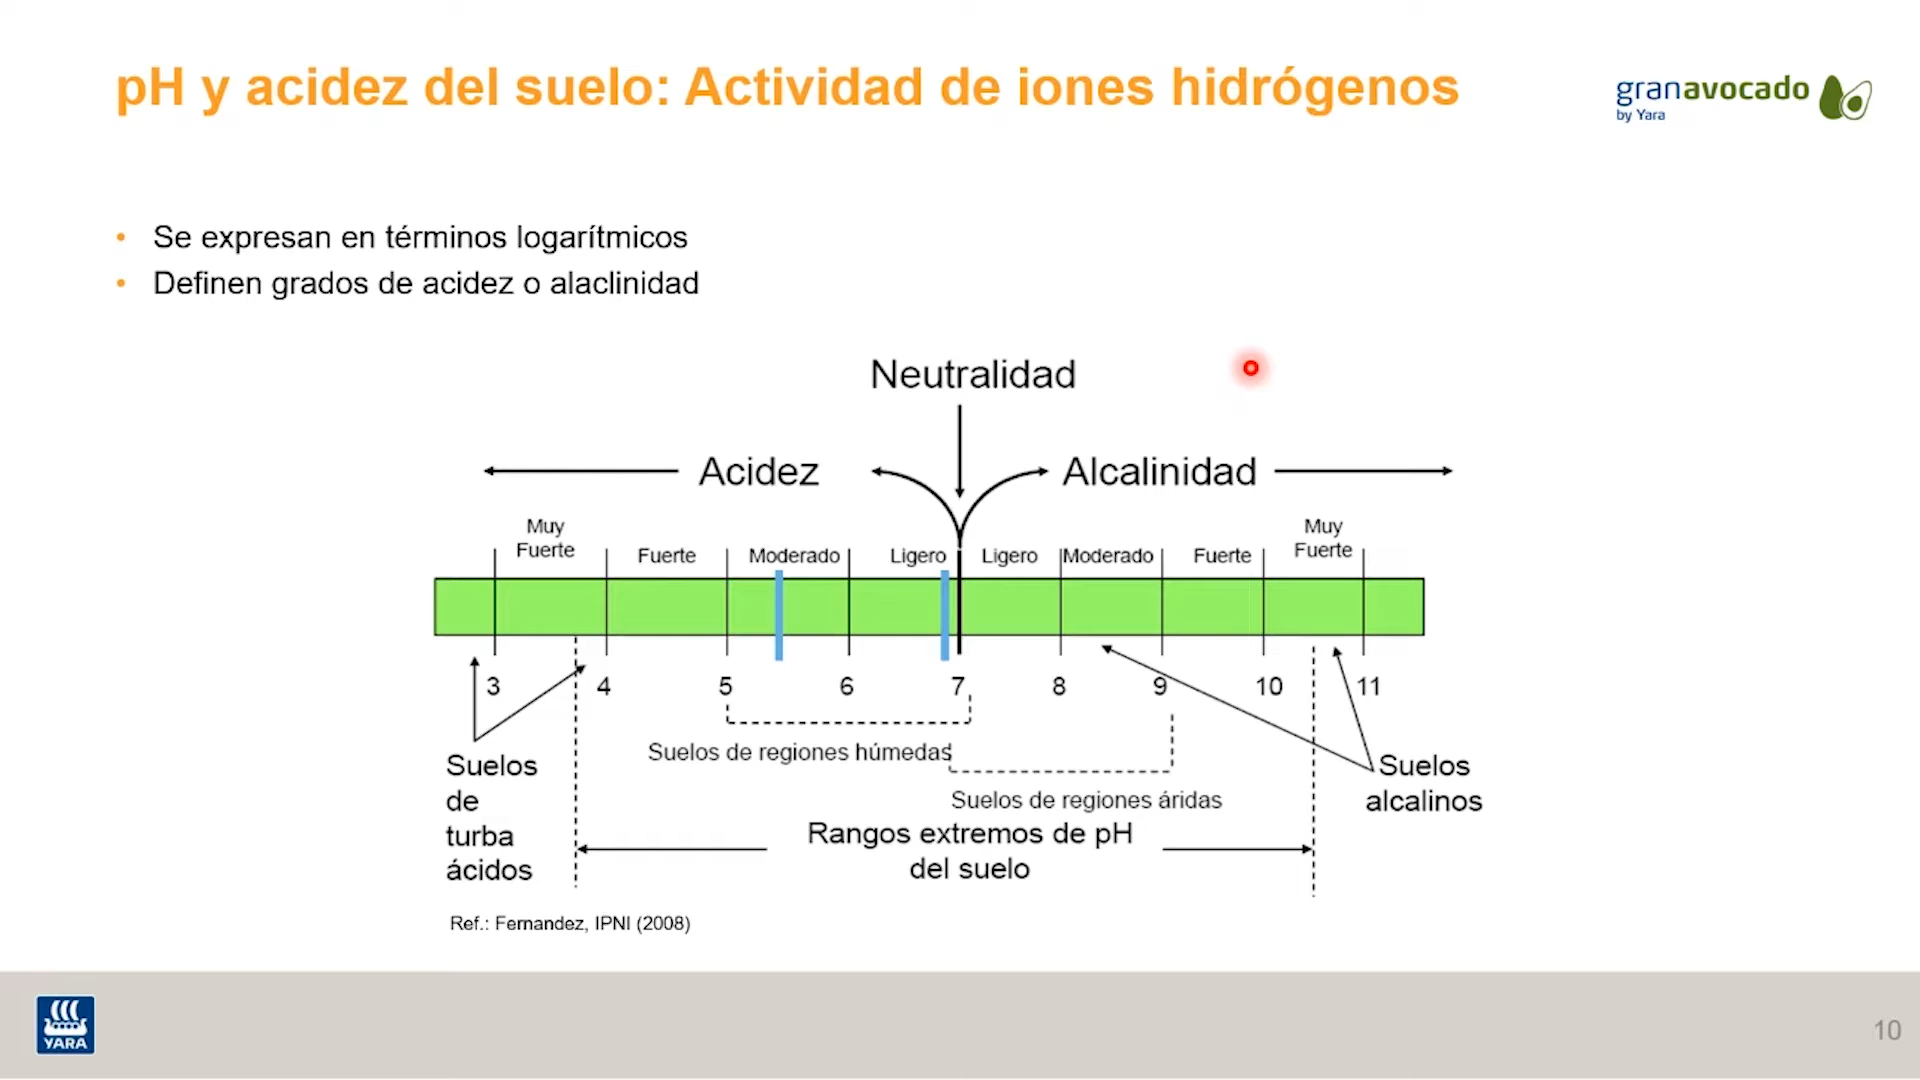 pH y acidez del suelo: Actividad de iones hidrógenos
granavocado
by Yara
• Se expresan en términos logarítmicos
• Definen grados de acidez o alaclinidad
Neutralidad
Acidez
Alcalinidad
Muy
Fuerte
Fuerte
Moderado
Ligero
Ligero
Moderado
Fuerte
Muy
Fuerte
3
4
5
6
7
8
9
10
11
Suelos de regiones húmedas
Suelos de regiones áridas
Suelos
de
turba
ácidos
Rangos extremos de pH
del suelo
Suelos
alcalinos
Ref.: Fernandez, IPNI (2008)
YARA
10